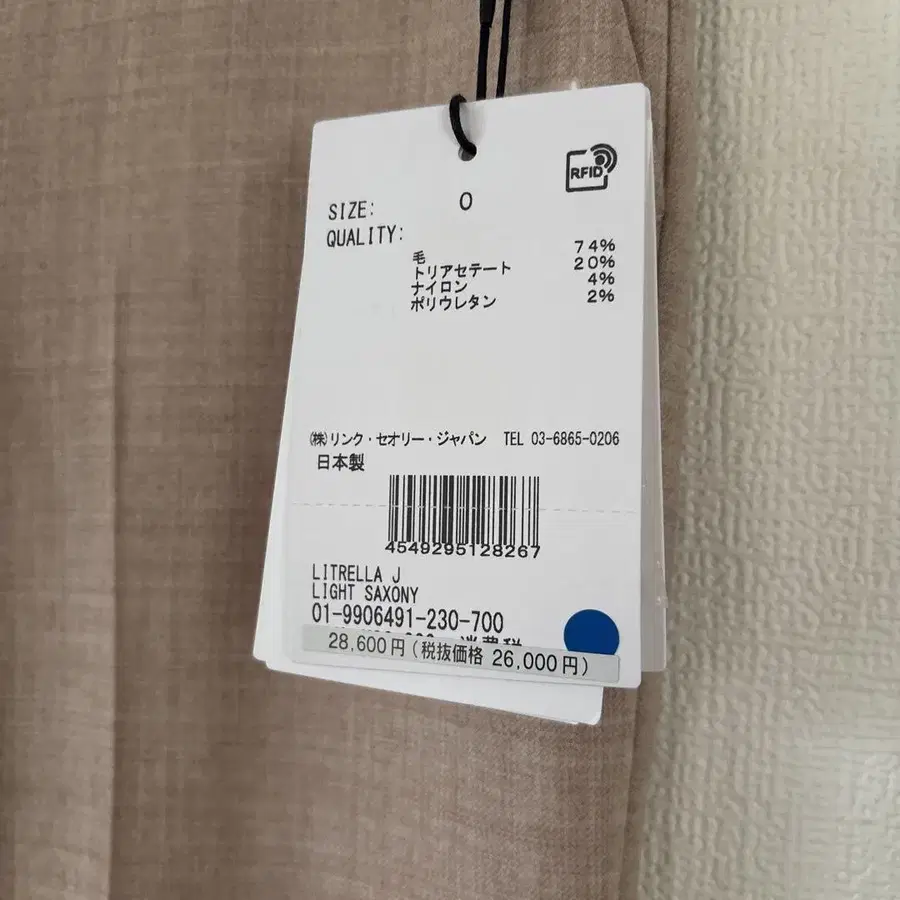 RFID
SIZE: 0
QUALITY:
毛 74%
トリアセテート 20%
ナイロン 4%
ポリウレタン 2%
㈱リンク・セオリー・ジャパン TEL 03-6865-0206
日本製
4549295128267
LITRELLA J
LIGHT SAXONY
01-9906491-230-700
28,600円(税抜価格 26,000円)